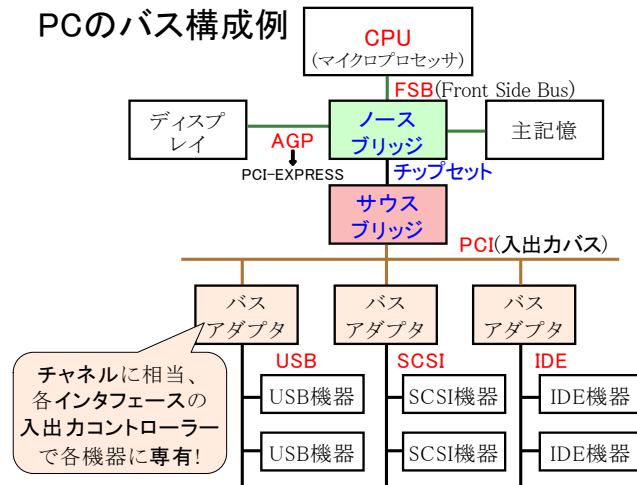 PCのバス構成例
CPU
(マイクロプロセッサ)
FSB(Front Side Bus)
ディスプ
レイ
ノース
ブリッジ
主記憶
AGP
PCI-EXPRESS
チップセット
サウス
ブリッジ
PCI(入出力バス)
バス
アダプタ
バス
アダプタ
バス
アダプタ
チャネルに相当、
各インタフェースの
入出力コントローラー
で各機器に専有!
USB
SCSI
IDE
USB機器
SCSI機器
IDE機器
USB機器
SCSI機器
IDE機器